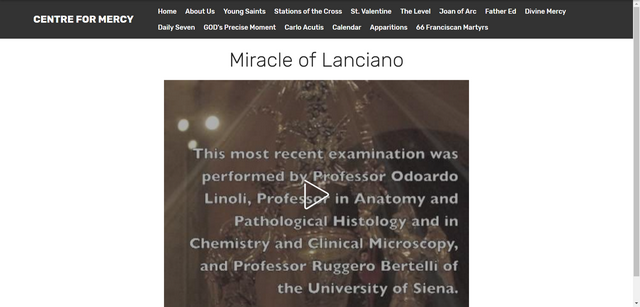 CENTRE FOR MERCY
Home About Us Young Saints Stations of the Cross St. Valentine The Level Joan of Arc Father Ed Divine Mercy
Daily Seven GOD's Precise Moment Carlo Acutis Calendar Apparitions 66 Franciscan Martyrs
Miracle of Lanciano
This most recent examination was
performed by Professor Odoardo
Linoli, Professor in Anatomy and
Pathological Histology and in
Chemistry and Clinical Microscopy,
and Professor Ruggero Bertelli of
the University of Siena.